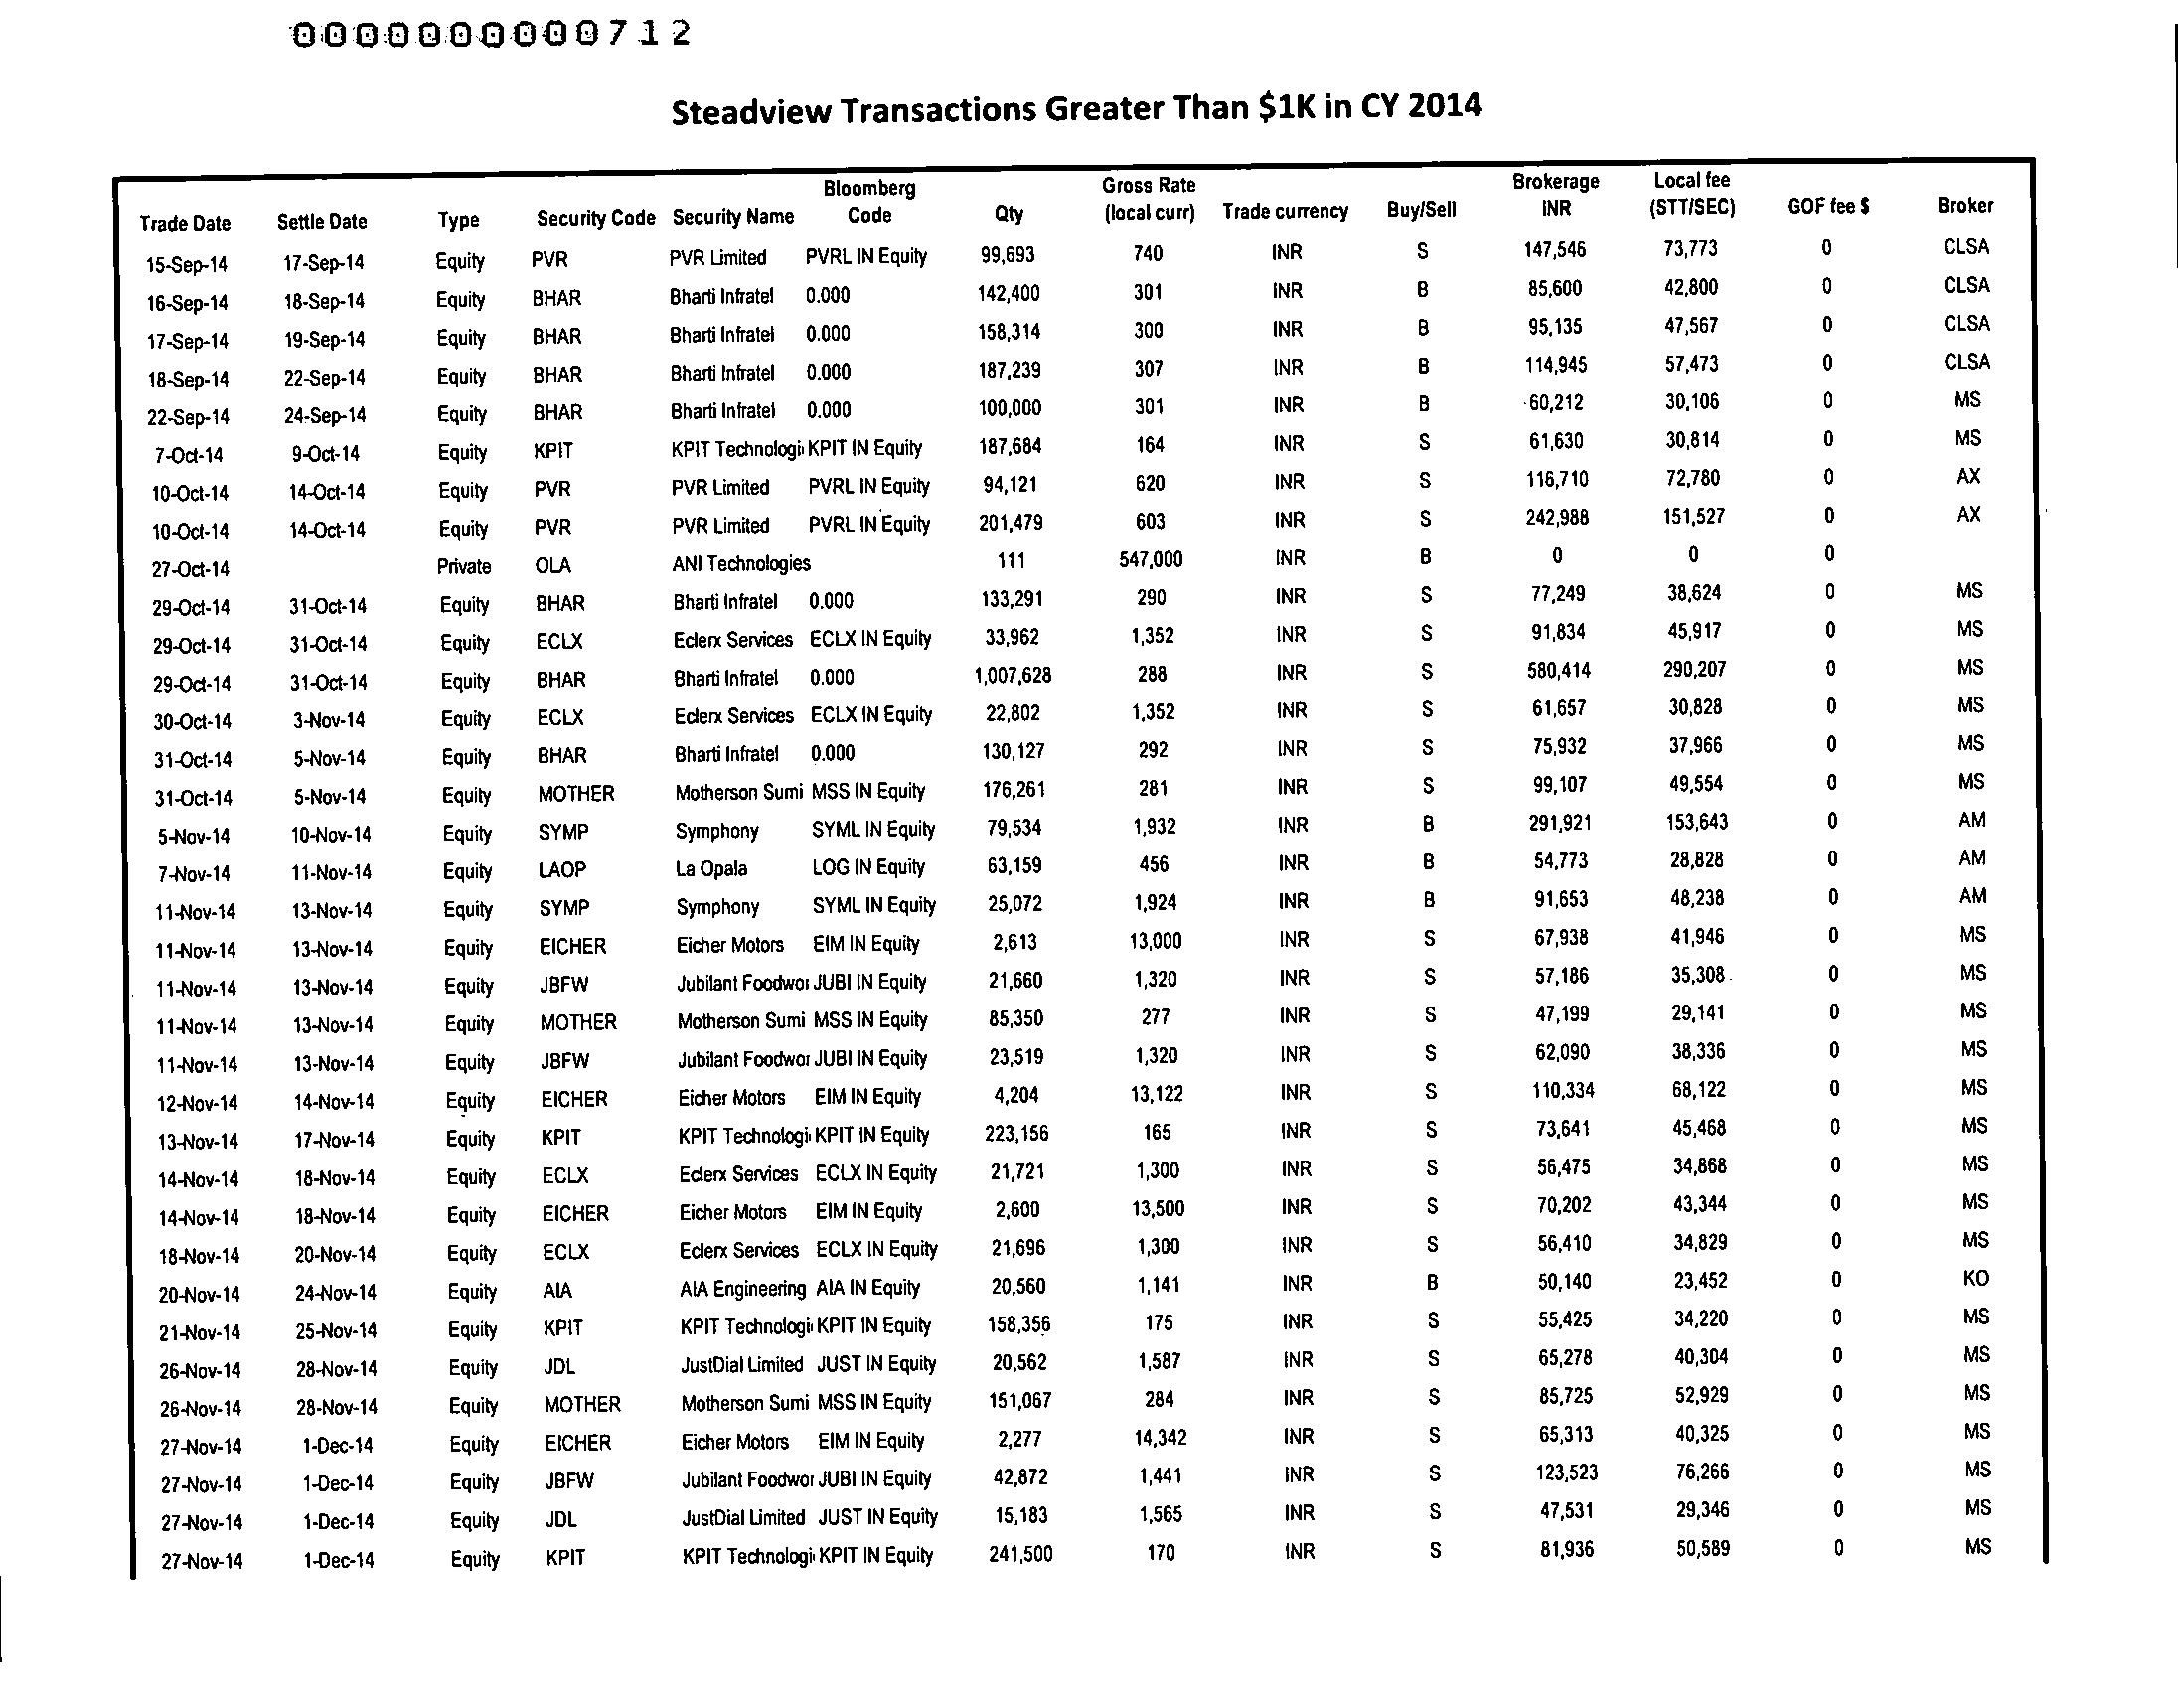 0000000000712
Steadview Transactions Greater Than $1K in CY 2014
Trade Date Settle Date Type Security Code Security Name Bloomberg Code Qty Gross Rate (local curr) Trade currency Buy/Sell Brokerage INR Local fee (STT/SEC) GOF fee $ Broker
15-Sep-14 17-Sep-14 Equity PVR PVR Limited PVRL IN Equity 99,693 740 INR S 147,546 73,773 0 CLSA
16-Sep-14 18-Sep-14 Equity BHAR Bharti Infratel 0.000 142,400 301 INR B 85,600 42,800 0 CLSA
17-Sep-14 19-Sep-14 Equity BHAR Bharti Infratel 0.000 158,314 300 INR B 95,135 47,567 0 CLSA
18-Sep-14 22-Sep-14 Equity BHAR Bharti Infratel 0.000 187,239 307 INR B 114,945 57,473 0 CLSA
22-Sep-14 24-Sep-14 Equity BHAR Bharti Infratel 0.000 100,000 301 INR B 60,212 30,106 0 MS
7-Oct-14 9-Oct-14 Equity KPIT KPIT Technologi KPIT IN Equity 187,684 164 INR S 61,630 30,814 0 MS
10-Oct-14 14-Oct-14 Equity PVR PVR Limited PVRL IN Equity 94,121 620 INR S 116,710 72,780 0 AX
10-Oct-14 14-Oct-14 Equity PVR PVR Limited PVRL IN Equity 201,479 603 INR S 242,988 151,527 0 AX
27-Oct-14 Private OLA ANI Technologies 111 547,000 INR B 0 0 0
29-Oct-14 31-Oct-14 Equity BHAR Bharti Infratel 0.000 133,291 290 INR S 77,249 38,624 0 MS
29-Oct-14 31-Oct-14 Equity ECLX Eclerx Services ECLX IN Equity 33,962 1,352 INR S 91,834 45,917 0 MS
29-Oct-14 31-Oct-14 Equity BHAR Bharti Infratel 0.000 1,007,628 288 INR S 580,414 290,207 0 MS
30-Oct-14 3-Nov-14 Equity ECLX Eclerx Services ECLX IN Equity 22,802 1,352 INR S 61,657 30,828 0 MS
31-Oct-14 5-Nov-14 Equity BHAR Bharti Infratel 0.000 130,127 292 INR S 75,932 37,966 0 MS
31-Oct-14 5-Nov-14 Equity MOTHER Motherson Sumi MSS IN Equity 176,261 281 INR S 99,107 49,554 0 MS
5-Nov-14 10-Nov-14 Equity SYMP Symphony SYML IN Equity 79,534 1,932 INR B 291,921 153,643 0 AM
7-Nov-14 11-Nov-14 Equity LAOP La Opala LOG IN Equity 63,159 456 INR B 54,773 28,828 0 AM
11-Nov-14 13-Nov-14 Equity SYMP Symphony SYML IN Equity 25,072 1,924 INR B 91,653 48,238 0 AM
11-Nov-14 13-Nov-14 Equity EICHER Eicher Motors EIM IN Equity 2,613 13,000 INR S 67,938 41,946 0 MS
11-Nov-14 13-Nov-14 Equity JBFW Jubilant Foodwor JUBI IN Equity 21,660 1,320 INR S 57,186 35,308 0 MS
11-Nov-14 13-Nov-14 Equity MOTHER Motherson Sumi MSS IN Equity 85,350 277 INR S 47,199 29,141 0 MS
11-Nov-14 13-Nov-14 Equity JBFW Jubilant Foodwor JUBI IN Equity 23,519 1,320 INR S 62,090 38,336 0 MS
12-Nov-14 14-Nov-14 Equity EICHER Eicher Motors EIM IN Equity 4,204 13,122 INR S 110,334 68,122 0 MS
13-Nov-14 17-Nov-14 Equity KPIT KPIT Technologi KPIT IN Equity 223,156 165 INR S 73,641 45,468 0 MS
14-Nov-14 18-Nov-14 Equity ECLX Eclerx Services ECLX IN Equity 21,721 1,300 INR S 56,475 34,868 0 MS
14-Nov-14 18-Nov-14 Equity EICHER Eicher Motors EIM IN Equity 2,600 13,500 INR S 70,202 43,344 0 MS
18-Nov-14 20-Nov-14 Equity ECLX Eclerx Services ECLX IN Equity 21,696 1,300 INR S 56,410 34,829 0 MS
20-Nov-14 24-Nov-14 Equity AIA AIA Engineering AIA IN Equity 20,560 1,141 INR B 50,140 23,452 0 KO
21-Nov-14 25-Nov-14 Equity KPIT KPIT Technologi KPIT IN Equity 158,356 175 INR S 55,425 34,220 0 MS
26-Nov-14 28-Nov-14 Equity JDL JustDial Limited JUST IN Equity 20,562 1,587 INR S 65,278 40,304 0 MS
26-Nov-14 28-Nov-14 Equity MOTHER Motherson Sumi MSS IN Equity 151,067 284 INR S 85,725 52,929 0 MS
27-Nov-14 1-Dec-14 Equity EICHER Eicher Motors EIM IN Equity 2,277 14,342 INR S 65,313 40,325 0 MS
27-Nov-14 1-Dec-14 Equity JBFW Jubilant Foodwor JUBI IN Equity 42,872 1,441 INR S 123,523 76,266 0 MS
27-Nov-14 1-Dec-14 Equity JDL JustDial Limited JUST IN Equity 15,183 1,565 INR S 47,531 29,346 0 MS
27-Nov-14 1-Dec-14 Equity KPIT KPIT Technologi KPIT IN Equity 241,500 170 INR S 81,936 50,589 0 MS